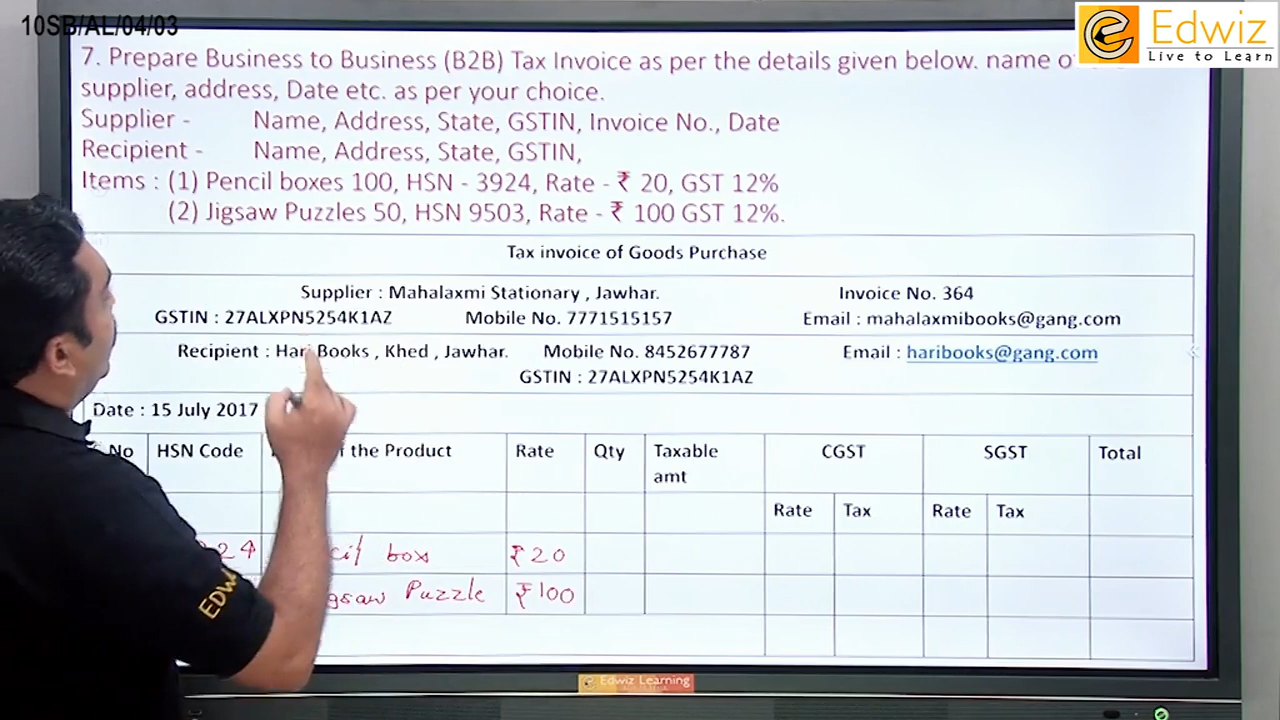 10SB/AL/04/03
Edwiz
Live to Learn
7. Prepare Business to Business (B2B) Tax Invoice as per the details given below. name
supplier, address, Date etc. as per your choice.
Supplier - Name, Address, State, GSTIN, Invoice No., Date
Recipient - Name, Address, State, GSTIN,
Items : (1) Pencil boxes 100, HSN - 3924, Rate - ₹ 20, GST 12%
(2) Jigsaw Puzzles 50, HSN 9503, Rate - ₹ 100 GST 12%.
Tax invoice of Goods Purchase
Supplier : Mahalaxmi Stationary , Jawhar. Invoice No. 364
GSTIN : 27ALXPN5254K1AZ Mobile No. 7771515157 Email : mahalaxmibooks@gang.com
Recipient : Hari Books , Khed , Jawhar. Mobile No. 8452677787 Email : haribooks@gang.com
GSTIN : 27ALXPN5254K1AZ
Date : 15 July 2017
No HSN Code the Product Rate Qty Taxable amt CGST SGST Total
Rate Tax Rate Tax
24 box ₹20
Puzzle ₹100
Edwiz Learning